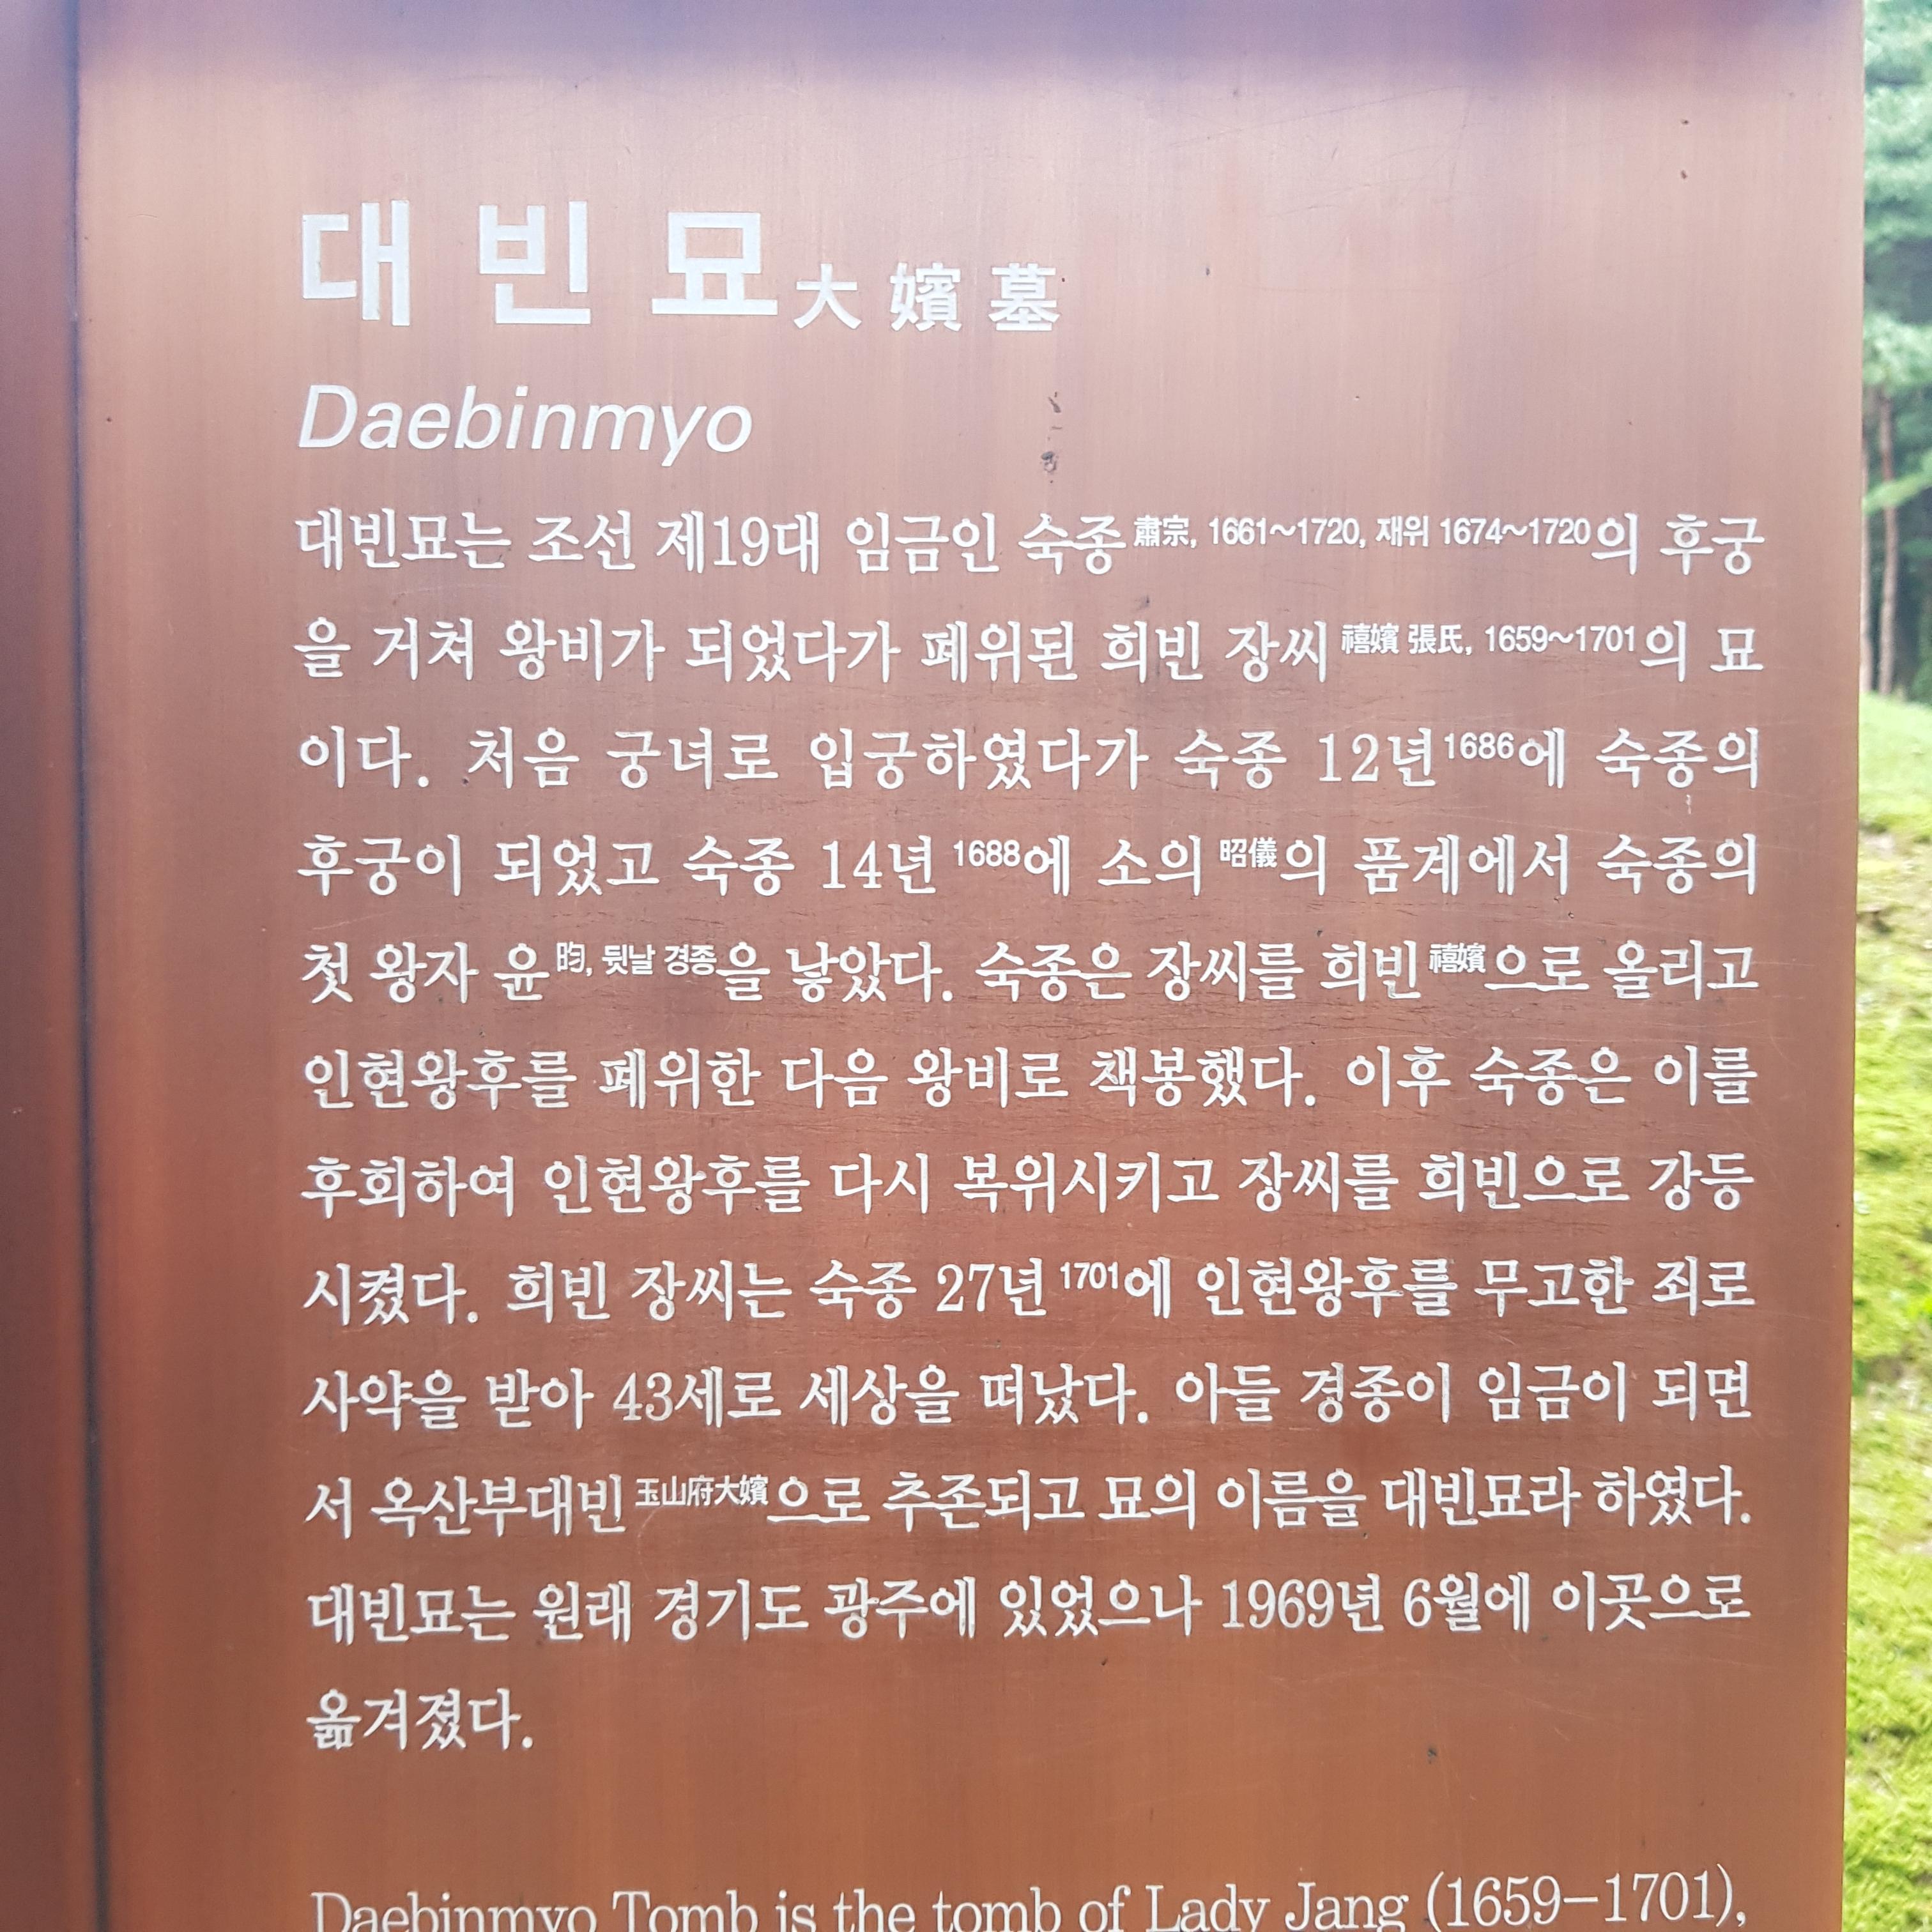 대빈묘大嬪墓
Daebinmyo
대빈묘는 조선 제19대 임금인 숙종 肅宗, 1661~1720, 재위 1674~1720의 후궁
을 거쳐 왕비가 되었다가 폐위된 희빈 장씨 禧嬪 張氏, 1659~1701의 묘
이다. 처음 궁녀로 입궁하였다가 숙종 12년1686에 숙종의
후궁이 되었고 숙종 14년 1688에 소의 昭儀의 품계에서 숙종의
첫 왕자 윤 昀, 뒷날 경종을 낳았다. 숙종은 장씨를 희빈 禧嬪으로 올리고
인현왕후를 폐위한 다음 왕비로 책봉했다. 이후 숙종은 이를
후회하여 인현왕후를 다시 복위시키고 장씨를 희빈으로 강등
시켰다. 희빈 장씨는 숙종 27년 1701에 인현왕후를 무고한 죄로
사약을 받아 43세로 세상을 떠났다. 아들 경종이 임금이 되면
서 옥산부대빈 玉山府大嬪으로 추존되고 묘의 이름을 대빈묘라 하였다.
대빈묘는 원래 경기도 광주에 있었으나 1969년 6월에 이곳으로
옮겨졌다.
Daebinmyo Tomb is the tomb of Lady Jang (1659-1701),